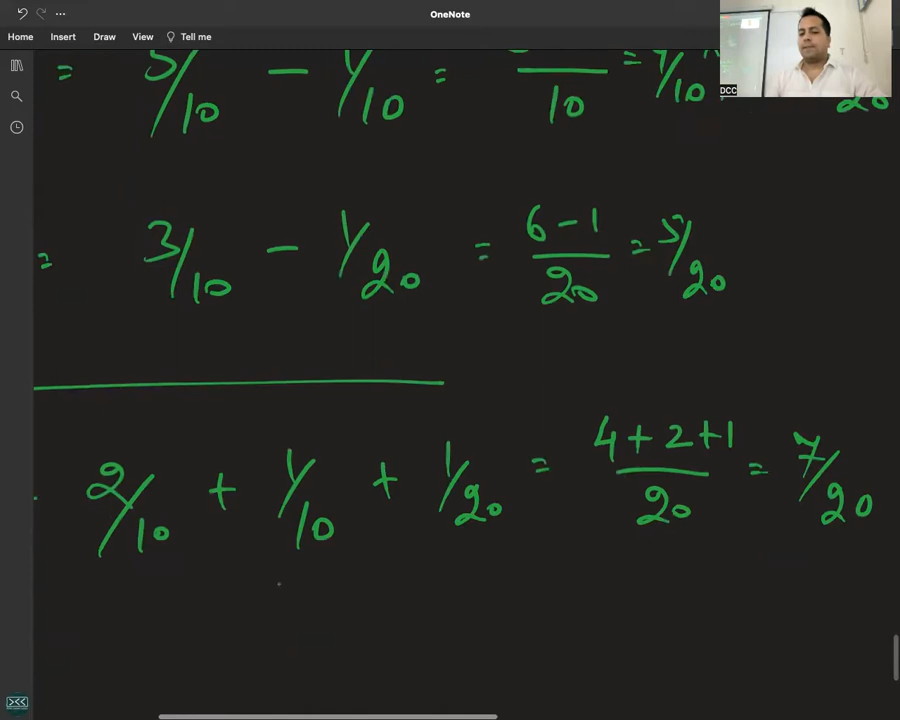 OneNote
Home Insert Draw View Tell me
DCC
= 5/10 - 1/10 = /10 = 4/10
20
= 3/10 - 1/20 = 6-1/20 = 5/20
2/10 + 1/10 + 1/20 = 4+2+1/20 = 7/20